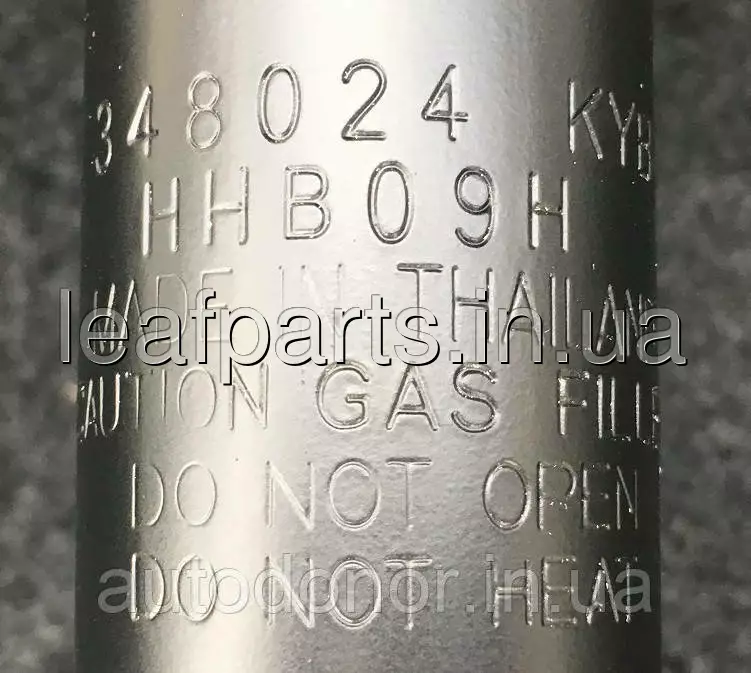 348024 KYB
HHB09H
MADE IN THAILAND
leafparts.in.ua
CAUTION GAS FILLE
DO NOT OPEN
DO NOT HEAT
autodonor.in.ua